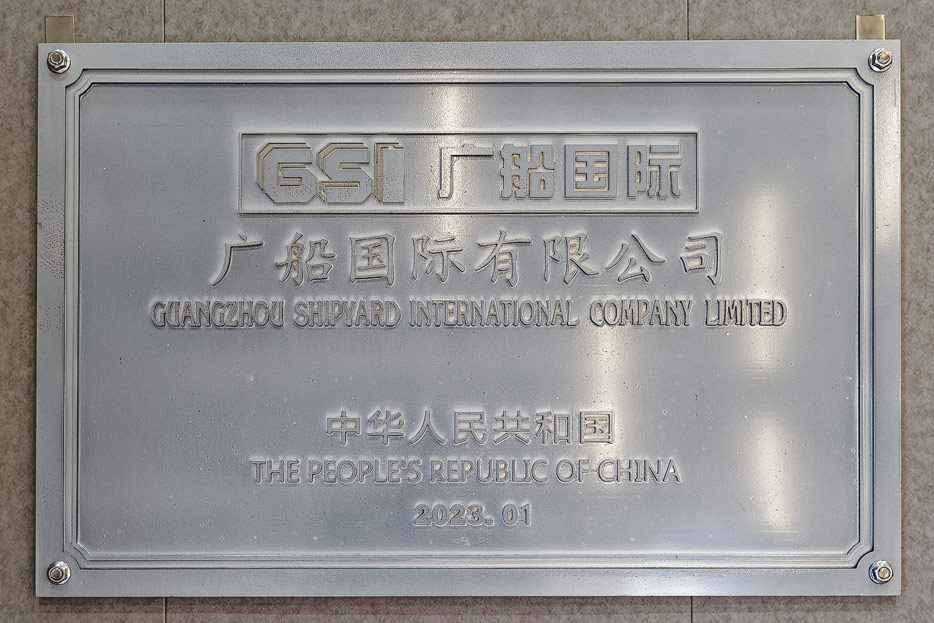 GSI 广船国际
广船国际有限公司
GUANGZHOU SHIPYARD INTERNATIONAL COMPANY LIMITED
中华人民共和国
THE PEOPLE'S REPUBLIC OF CHINA
2023.01